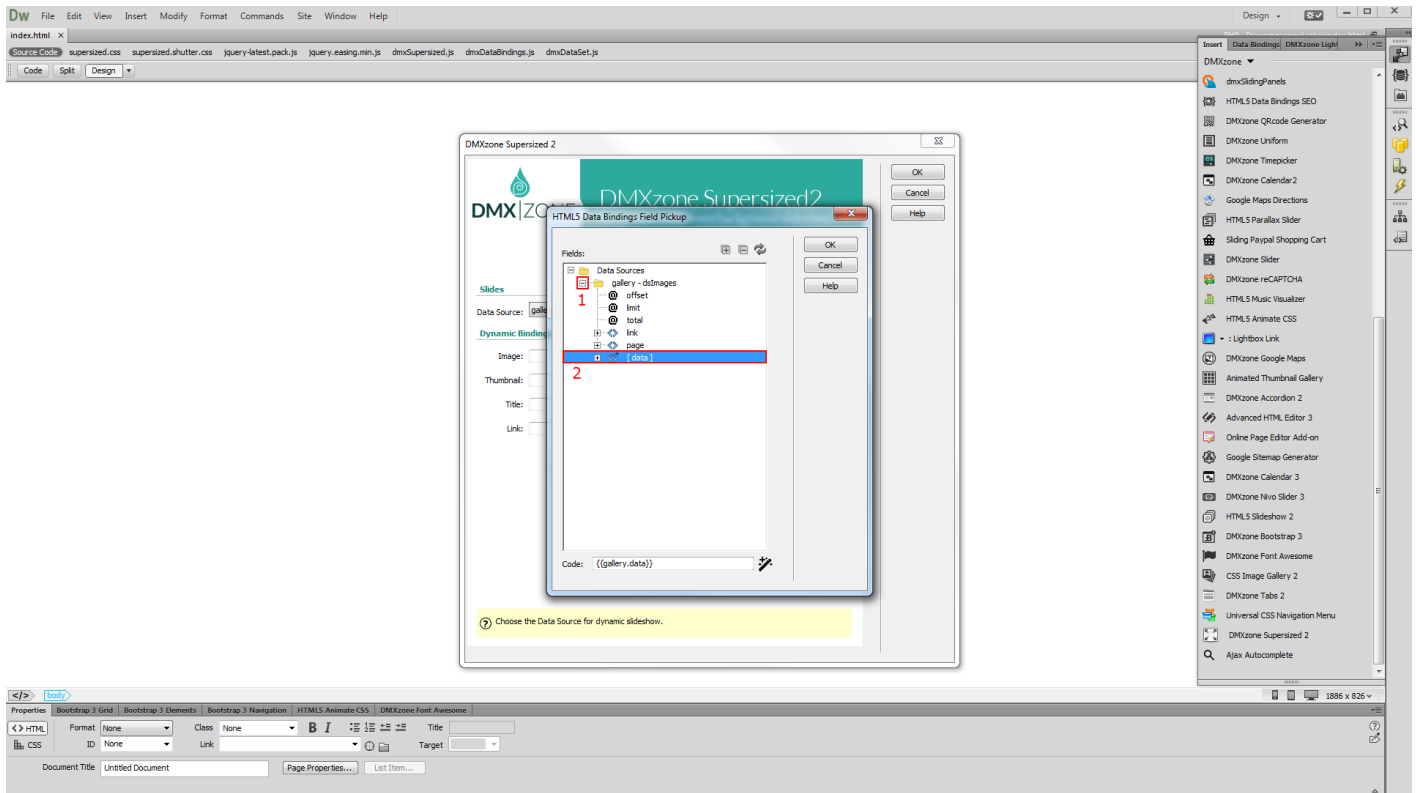 Dw File Edit View Insert Modify Format Commands Site Window Help Design
index.html ×
Source Code supersized.css supersized.shutter.css jquery-latest.pack.js jquery.easing.min.js dmxSupersized.js dmxDataBindings.js dmxDataSet.js
Code Split Design
Insert Data Bindings DMXzone Light
DMXzone
dmxSlidingPanels
HTML5 Data Bindings SEO
DMXzone QRcode Generator
DMXzone Uniform
DMXzone Timepicker
DMXzone Calendar2
Google Maps Directions
HTML5 Parallax Slider
Sliding Paypal Shopping Cart
DMXzone Slider
DMXzone reCAPTCHA
HTML5 Music Visualizer
HTML5 Animate CSS
: Lightbox Link
DMXzone Google Maps
Animated Thumbnail Gallery
DMXzone Accordion 2
Advanced HTML Editor 3
Online Page Editor Add-on
Google Sitemap Generator
DMXzone Calendar 3
DMXzone Nivo Slider 3
HTML5 Slideshow 2
DMXzone Bootstrap 3
DMXzone Font Awesome
CSS Image Gallery 2
DMXzone Tabs 2
Universal CSS Navigation Menu
DMXzone Supersized 2
Ajax Autocomplete
DMXzone Supersized 2
DMXzone Supersized2
OK
Cancel
Help
Slides
Data Source:
Image:
Thumbnail:
Title:
Link:
HTML5 Data Bindings Field Pickup
Fields:
OK
Cancel
Help
Data Sources
gallery - dsImages
1
offset
limit
total
link
page
[ data ]
2
Code: {{gallery.data}}
Choose the Data Source for dynamic slideshow.
</> body 1886 x 826
Properties Bootstrap 3 Grid Bootstrap 3 Elements Bootstrap 3 Navigation HTML5 Animate CSS DMXzone Font Awesome
<> HTML Format None Class None B I Title
CSS ID None Link Target
Document Title Untitled Document Page Properties... List Item...